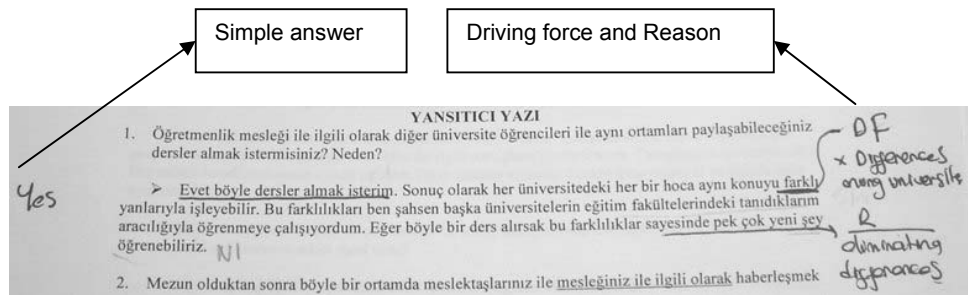 Simple answer
Driving force and Reason
YANSITICI YAZI
1. Öğretmenlik mesleği ile ilgili olarak diğer üniversite öğrencileri ile aynı ortamları paylaşabileceğiniz
dersler almak istermisiniz? Neden?
DF
x Differences
among universite
Yes
➢ Evet böyle dersler almak isterim. Sonuç olarak her üniversitedeki her bir hoca aynı konuyu farklı
yanlarıyla işleyebilir. Bu farklılıkları ben şahsen başka üniversitelerin eğitim fakültelerindeki tanıdıklarım
aracılığıyla öğrenmeye çalışıyordum. Eğer böyle bir ders alırsak bu farklılıklar sayesinde pek çok yeni şey
öğrenebiliriz. NI
R
eliminating
differences
2. Mezun olduktan sonra böyle bir ortamda meslektaşlarınız ile mesleğiniz ile ilgili olarak haberleşmek